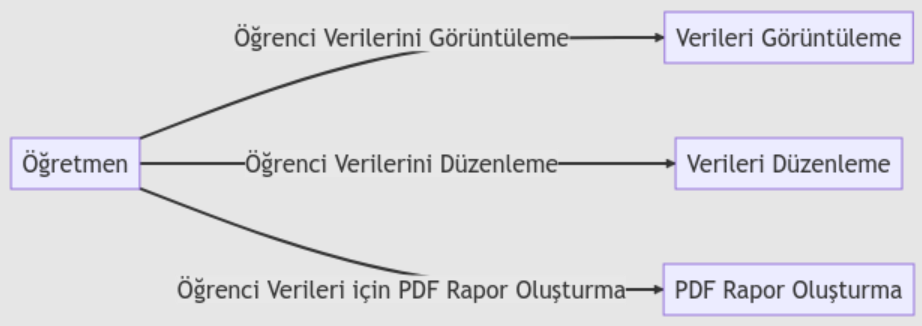 Öğrenci Verilerini Görüntüleme
Verileri Görüntüleme
Öğretmen
Öğrenci Verilerini Düzenleme
Verileri Düzenleme
Öğrenci Verileri için PDF Rapor Oluşturma
PDF Rapor Oluşturma